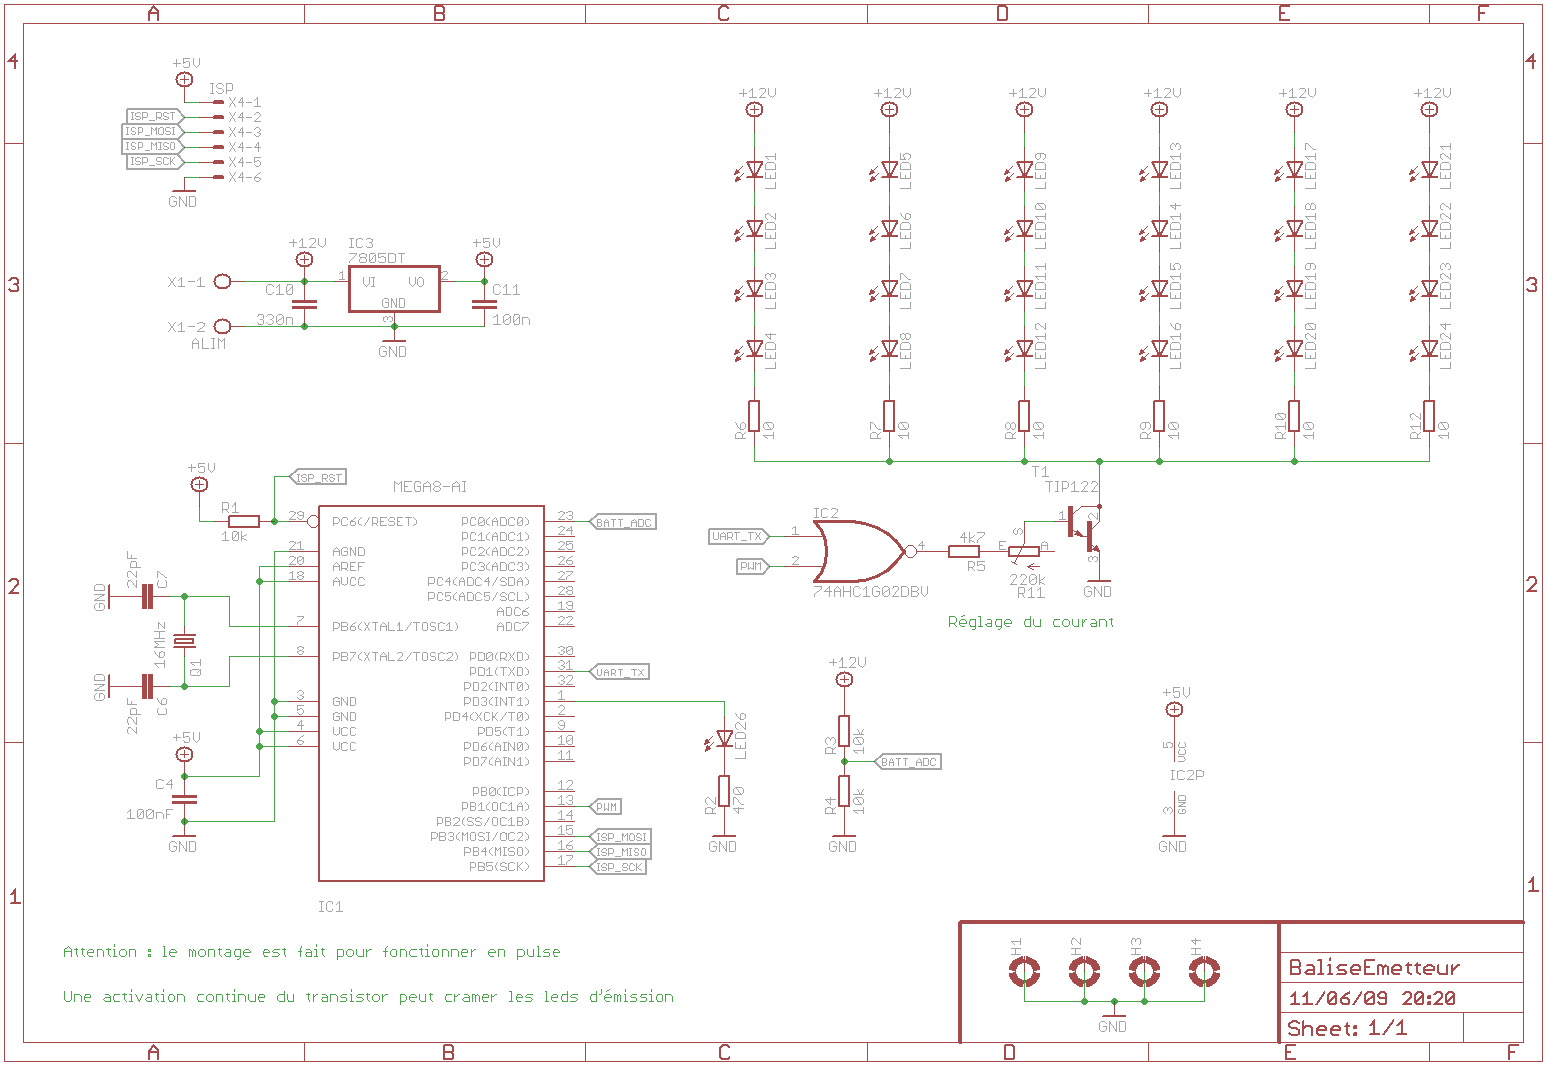 A B C D E F
4 4
+5V
ISP
X4-1
ISP_RST X4-2
ISP_MOSI X4-3
ISP_MISO X4-4
ISP_SCK X4-5
X4-6
GND
+12V +12V +12V +12V +12V +12V
LED1 LED5 LED9 LED13 LED17 LED21
LED2 LED6 LED10 LED14 LED18 LED22
LED3 LED7 LED11 LED15 LED19 LED23
LED4 LED8 LED12 LED16 LED20 LED24
R6 10 R7 10 R8 10 R9 10 R10 10 R12 10
3 3
+12V IC3 +5V
7805DT
X1-1 1 VI VO 2
C10 C11
GND
330n 3 100n
X1-2
ALIM
GND
+5V
ISP_RST
R1
10k
MEGA8-AI
29 PC6(/RESET)
21 AGND
20 AREF
18 AVCC
7 PB6(XTAL1/TOSC1)
8 PB7(XTAL2/TOSC2)
3 GND
5 GND
4 VCC
6 VCC
PC0(ADC0) 23 BATT_ADC
PC1(ADC1) 24
PC2(ADC2) 25
PC3(ADC3) 26
PC4(ADC4/SDA) 27
PC5(ADC5/SCL) 28
ADC6 19
ADC7 22
PD0(RXD) 30
PD1(TXD) 31 UART_TX
PD2(INT0) 32
PD3(INT1) 1
PD4(XCK/T0) 2
PD5(T1) 9
PD6(AIN0) 10
PD7(AIN1) 11
PB0(ICP) 12
PB1(OC1A) 13 PWM
PB2(SS/OC1B) 14
PB3(MOSI/OC2) 15 ISP_MOSI
PB4(MISO) 16 ISP_MISO
PB5(SCK) 17 ISP_SCK
IC1
GND 22pF C7
16MHz Q1
GND 22pF C6
+5V
C4
100nF
GND
2 2
T1
TIP122
1 2 3
GND
IC2
UART_TX 1
PWM 2
4
74AHC1G02DBV
4k7
R5
E S A
220k
R11
Réglage du courant
LED26
R2 470
GND
+12V
R3 10k
BATT_ADC
R4 10k
GND
+5V
5 VCC
IC2P
3 GND
GND
1 1
Attention : le montage est fait pour fonctionner en pulse
Une activation continue du transistor peut cramer les leds d'émission
H1 H2 H3 H4
GND
BaliseEmetteur
11/06/09 20:20
Sheet: 1/1
A B C D E F